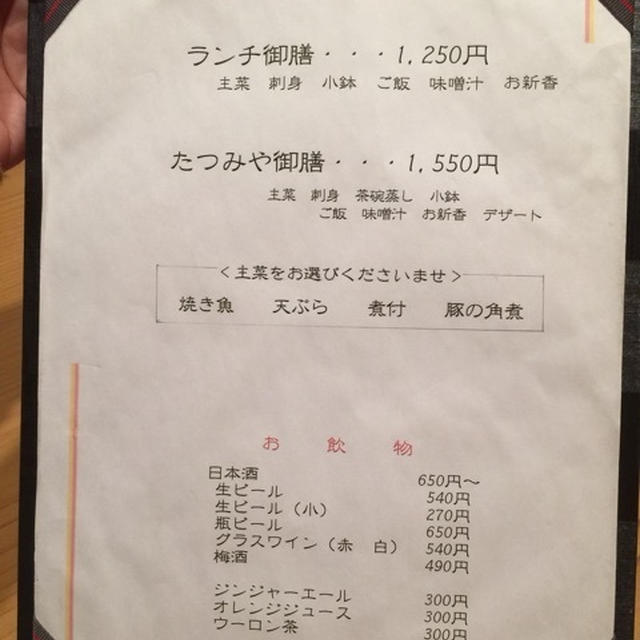 ランチ御膳・・・1,250円
主菜 刺身 小鉢 ご飯 味噌汁 お新香
たつみや御膳・・・1,550円
主菜 刺身 茶碗蒸し 小鉢
ご飯 味噌汁 お新香 デザート
＜主菜をお選びくださいませ＞
焼き魚 天ぷら 煮付 豚の角煮
お飲物
日本酒 650円～
生ビール 540円
生ビール（小） 270円
瓶ビール 650円
グラスワイン（赤 白） 540円
梅酒 490円
ジンジャーエール 300円
オレンジジュース 300円
ウーロン茶 300円